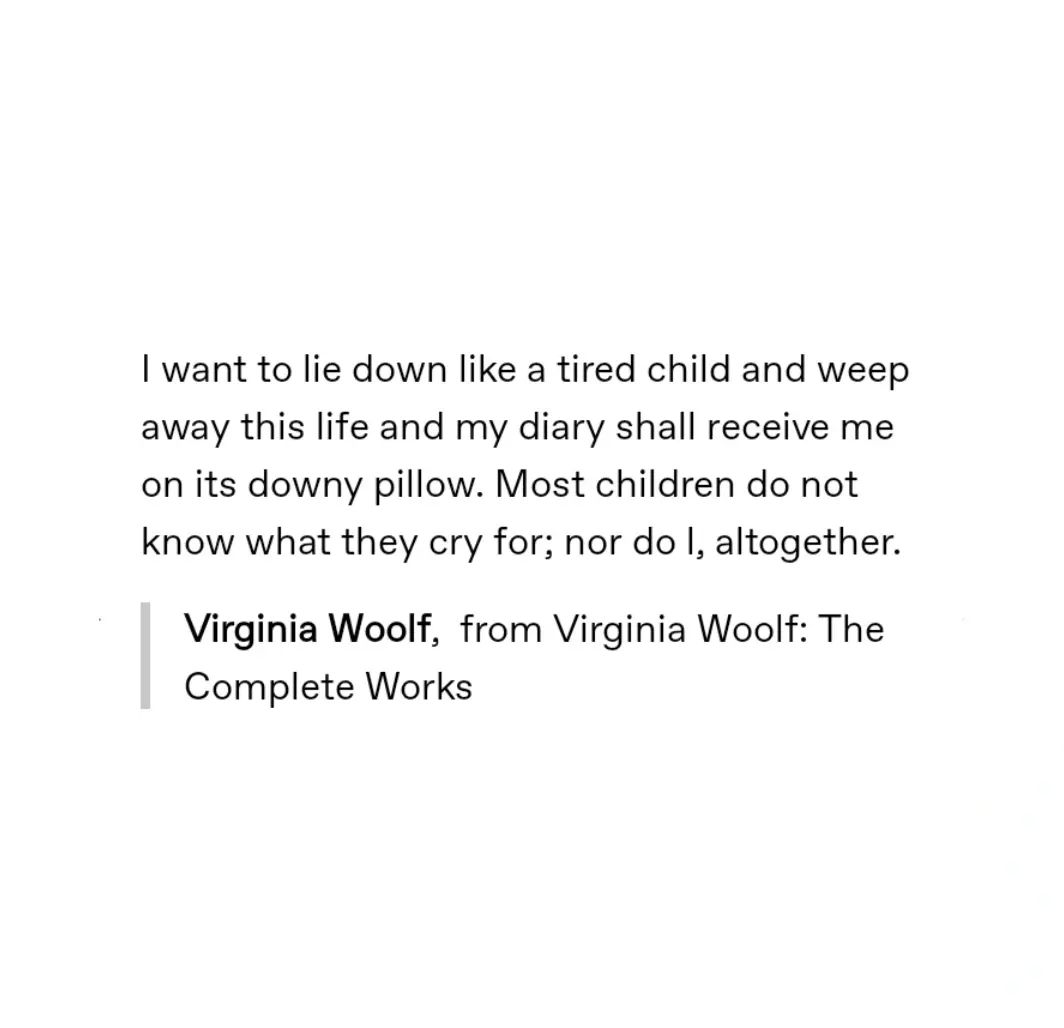 I want to lie down like a tired child and weep
away this life and my diary shall receive me
on its downy pillow. Most children do not
know what they cry for; nor do I, altogether.
Virginia Woolf, from Virginia Woolf: The
Complete Works